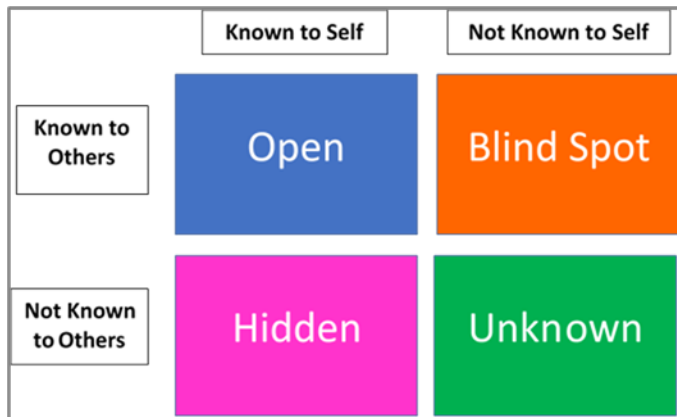 Known to Self
Not Known to Self
Known to
Others
Open
Blind Spot
Not Known
to Others
Hidden
Unknown